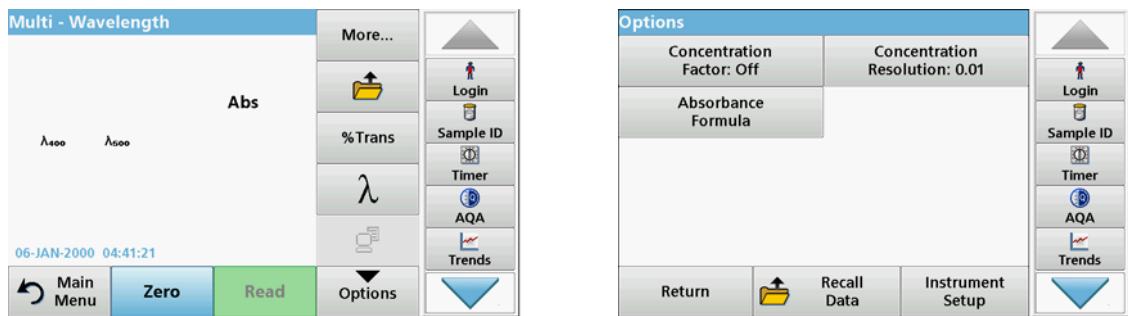 Multi - Wavelength
More...
Login
Abs
%Trans
Sample ID
λ₄₀₀ λ₅₀₀
Timer
λ
AQA
06-JAN-2000 04:41:21
Trends
Main
Menu
Zero
Read
Options
Options
Concentration
Factor: Off
Concentration
Resolution: 0.01
Absorbance
Formula
Login
Sample ID
Timer
AQA
Trends
Return
Recall
Data
Instrument
Setup